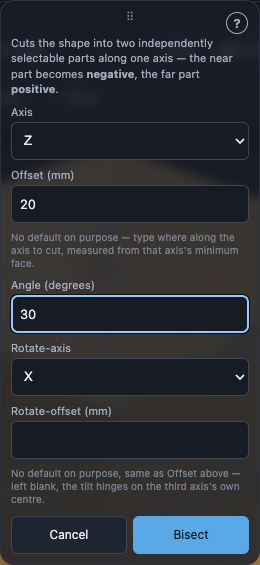 ?
Cuts the shape into two independently
selectable parts along one axis — the near
part becomes negative, the far part
positive.
Axis
Z
Offset (mm)
20
No default on purpose — type where along the
axis to cut, measured from that axis's minimum
face.
Angle (degrees)
30
Rotate-axis
X
Rotate-offset (mm)
No default on purpose, same as Offset above —
left blank, the tilt hinges on the third axis's own
centre.
Cancel Bisect